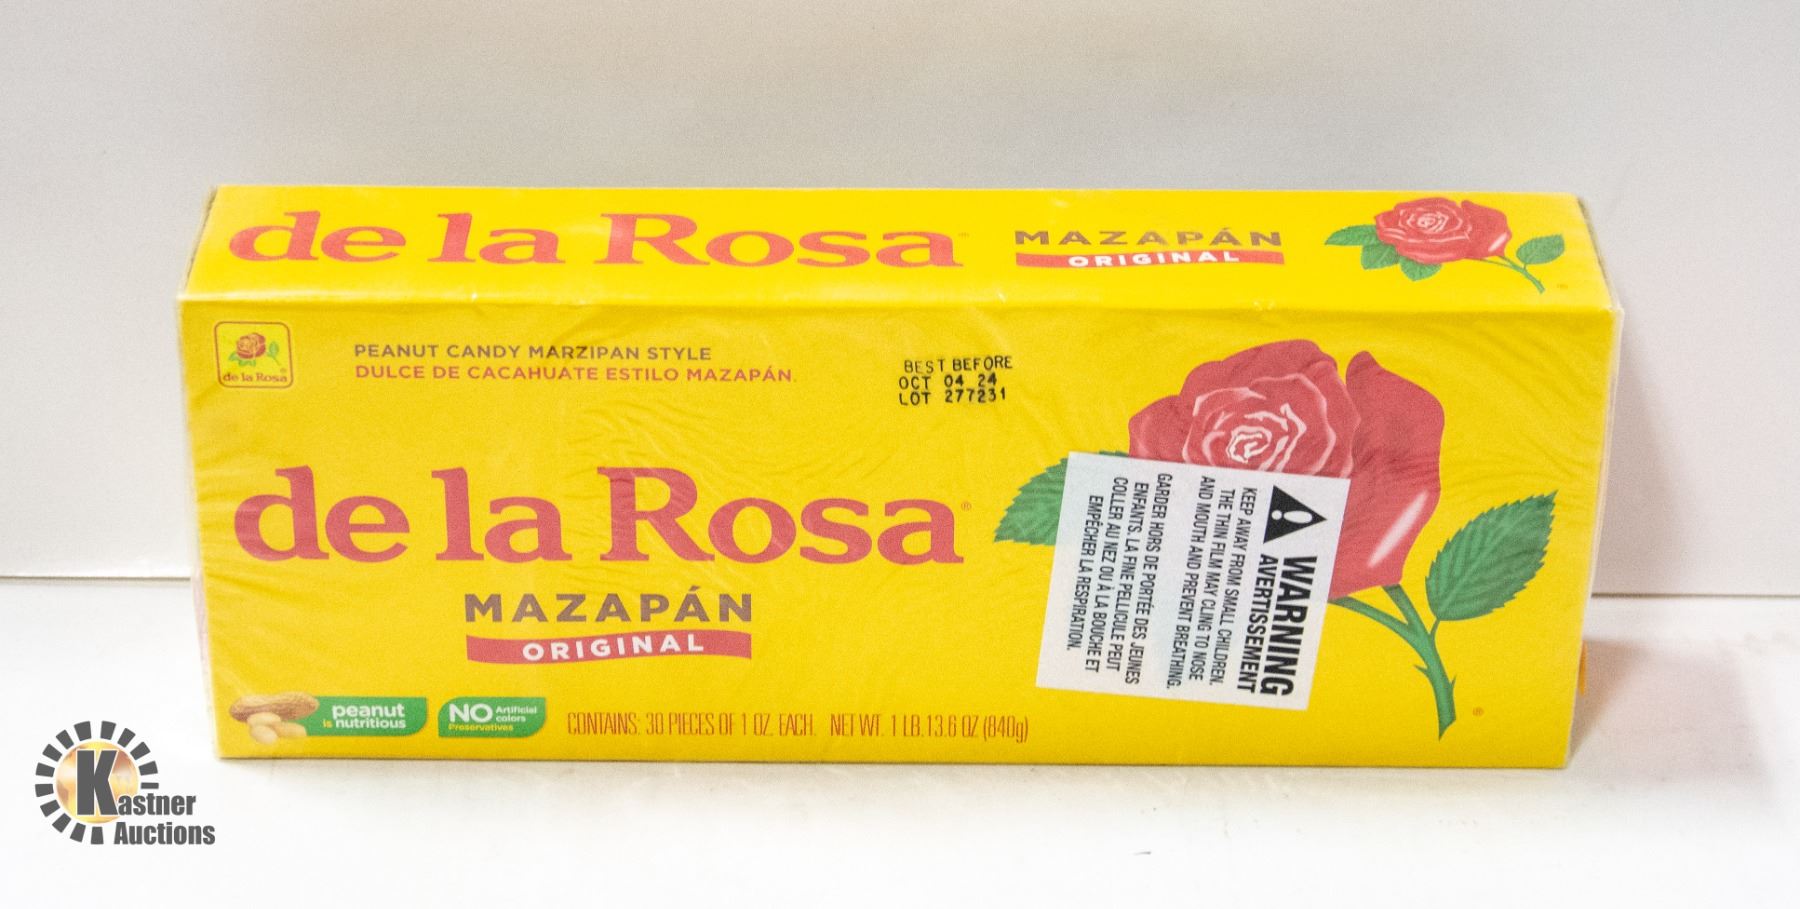 de la Rosa
MAZAPÁN
ORIGINAL
de la Rosa
PEANUT CANDY MARZIPAN STYLE
DULCE DE CACAHUATE ESTILO MAZAPÁN.
BEST BEFORE
OCT 04 24
LOT 277231
de la Rosa®
MAZAPÁN
ORIGINAL
WARNING
AVERTISSEMENT
KEEP AWAY FROM SMALL CHILDREN.
THE THIN FILM MAY CLING TO NOSE
AND MOUTH AND PREVENT BREATHING.
GARDER HORS DE PORTÉE DES JEUNES
ENFANTS. LA FINE PELLICULE PEUT
COLLER AU NEZ OU À LA BOUCHE ET
EMPÊCHER LA RESPIRATION.
peanut
is nutritious
NO Artificial
colors
Preservatives
CONTAINS: 30 PIECES OF 1 OZ. EACH. NET WT. 1 LB. 13.6 OZ (840g)
Kastner
Auctions